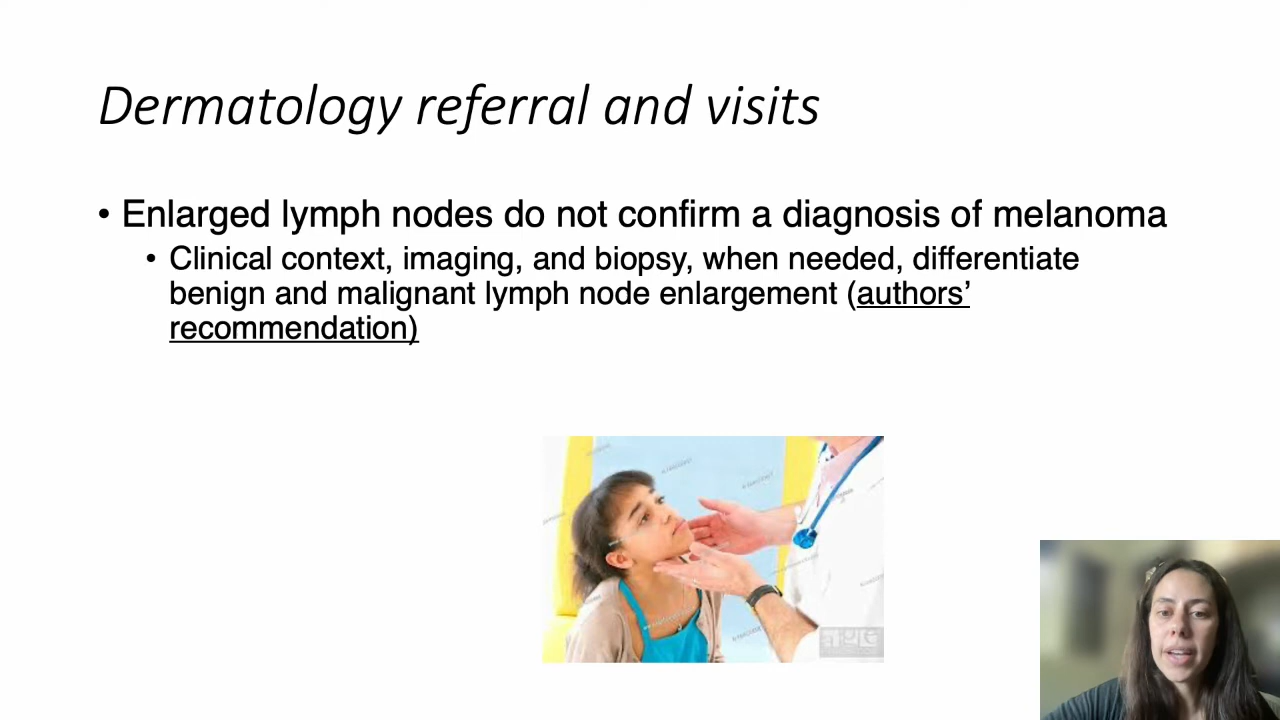 Dermatology referral and visits
• Enlarged lymph nodes do not confirm a diagnosis of melanoma
• Clinical context, imaging, and biopsy, when needed, differentiate
benign and malignant lymph node enlargement (authors’
recommendation)
age